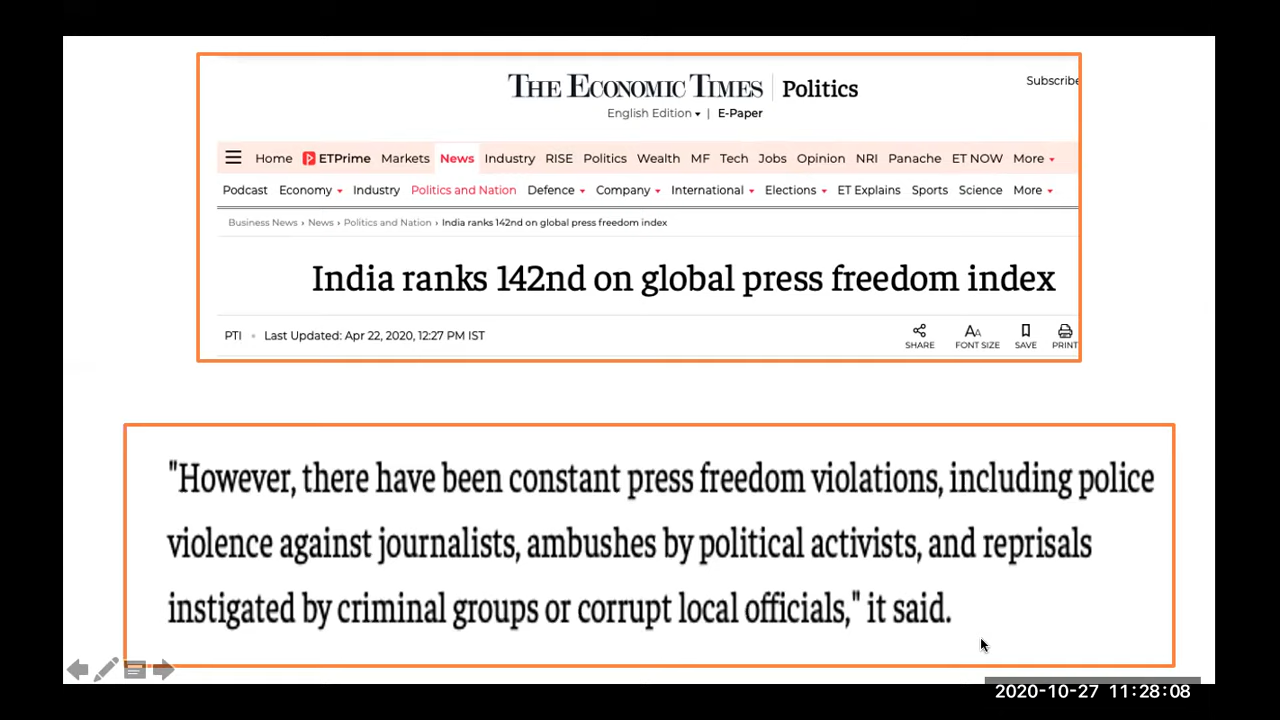 THE ECONOMIC TIMES | Politics
Subscribe
English Edition | E-Paper
Home ETPrime Markets News Industry RISE Politics Wealth MF Tech Jobs Opinion NRI Panache ET NOW More
Podcast Economy Industry Politics and Nation Defence Company International Elections ET Explains Sports Science More
Business News › News › Politics and Nation › India ranks 142nd on global press freedom index
India ranks 142nd on global press freedom index
PTI • Last Updated: Apr 22, 2020, 12:27 PM IST
SHARE FONT SIZE SAVE PRINT
"However, there have been constant press freedom violations, including police
violence against journalists, ambushes by political activists, and reprisals
instigated by criminal groups or corrupt local officials," it said.
2020-10-27 11:28:08